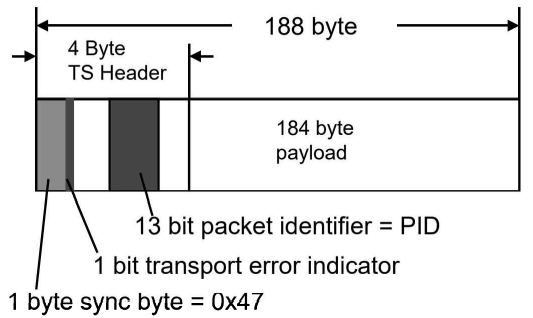 188 byte
4 Byte
TS Header
184 byte
payload
13 bit packet identifier = PID
1 bit transport error indicator
1 byte sync byte = 0x47